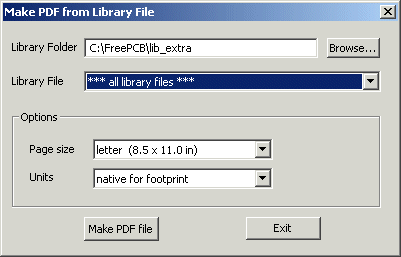 Make PDF from Library File
Library Folder C:\FreePCB\lib_extra Browse...
Library File *** all library files ***
Options
Page size letter (8.5 x 11.0 in)
Units native for footprint
Make PDF file Exit